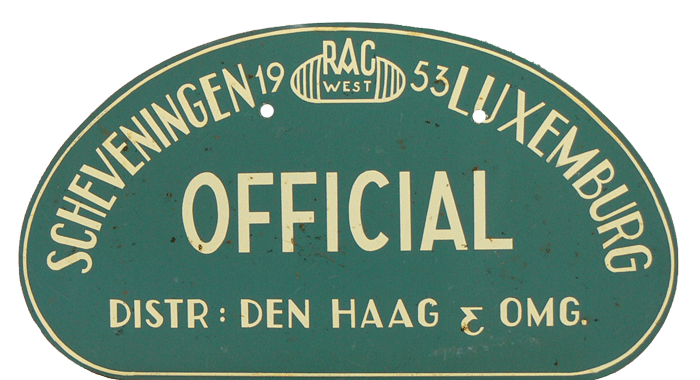 SCHEVENINGEN 19 RAC WEST 53 LUXEMBURG
OFFICIAL
DISTR: DEN HAAG & OMG.